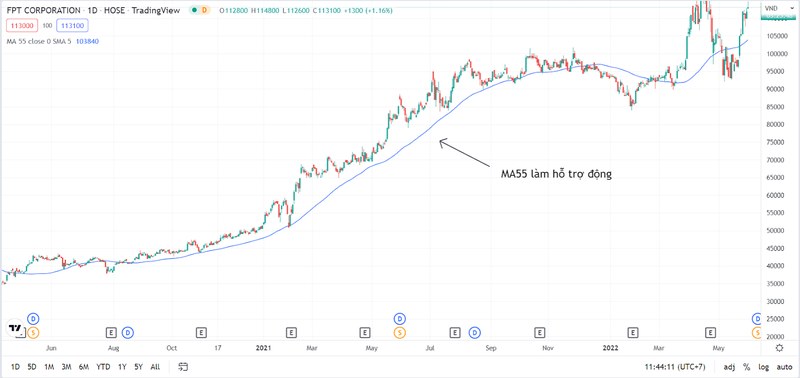 FPT CORPORATION · 1D · HOSE · TradingView D O112800 H114800 L112600 C113100 +1300 (+1.16%)
113000 100 113100
MA 55 close 0 SMA 5 103840
VND
105000
100000
95000
90000
85000
80000
75000
70000
65000
60000
55000
50000
45000
40000
35000
30000
25000
20000
MA55 làm hỗ trợ động
D D D D D
S E E E E S E E E E S
Jun Aug Oct 2021 Mar May Jul Sep Nov 2022 Mar May
1D 5D 1M 3M 6M YTD 1Y 5Y All 11:44:11 (UTC+7) adj % log auto